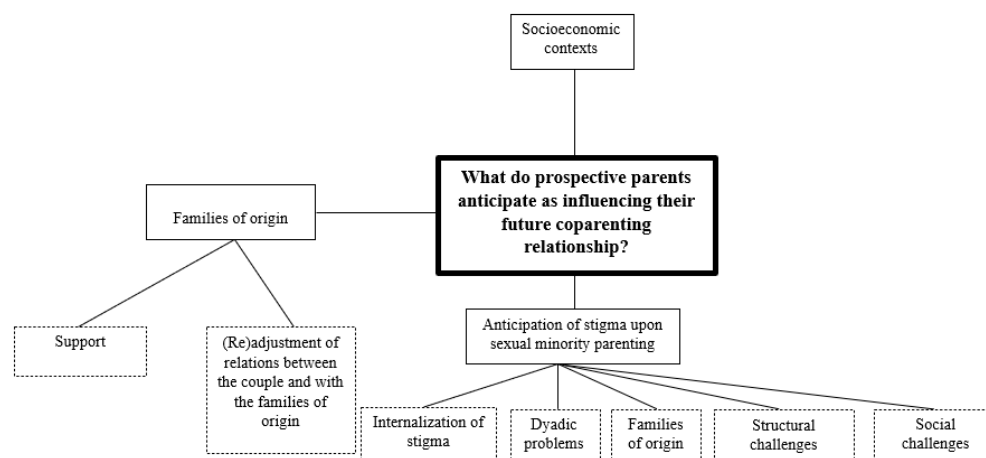 Socioeconomic
contexts
What do prospective parents
anticipate as influencing their
future coparenting
relationship?
Families of origin
Anticipation of stigma upon
sexual minority parenting
Support
(Re)adjustment of
relations between
the couple and with
the families of
origin
Internalization of
stigma
Dyadic
problems
Families of
origin
Structural
challenges
Social
challenges